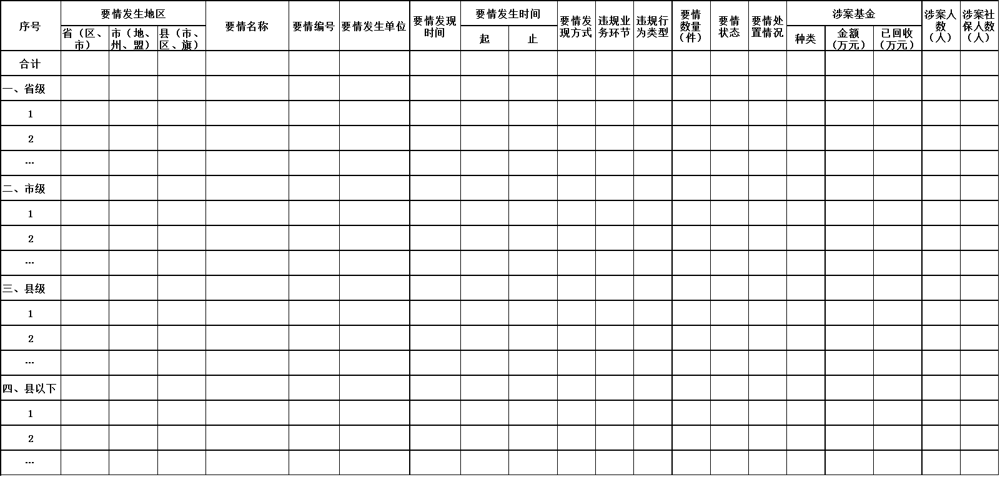 序号
要情发生地区
省（区、
市）
市（地、
州、盟）
县（市、
区、旗）
要情名称
要情编号
要情发生单位
要情发现
时间
要情发生时间
起
止
要情发
现方式
违规业
务环节
违规行
为类型
要情
数量
（件）
要情
状态
要情处
置情况
涉案基金
种类
金额
（万元）
已回收
（万元）
涉案人
数
（人）
涉案社
保人数
（人）
合计
一、省级
1
2
…
二、市级
1
2
…
三、县级
1
2
…
四、县以下
1
2
…